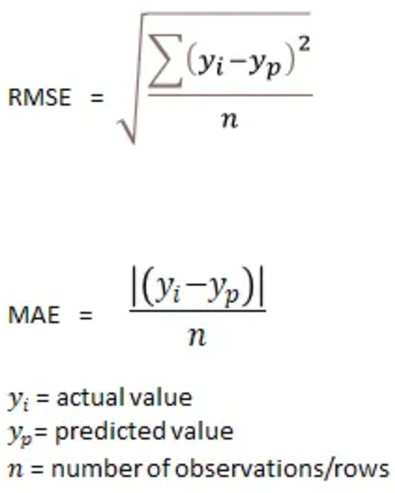 RMSE = √(∑(yᵢ−yₚ)² / n)
MAE = |(yᵢ−yₚ)| / n
yᵢ = actual value
yₚ= predicted value
n = number of observations/rows